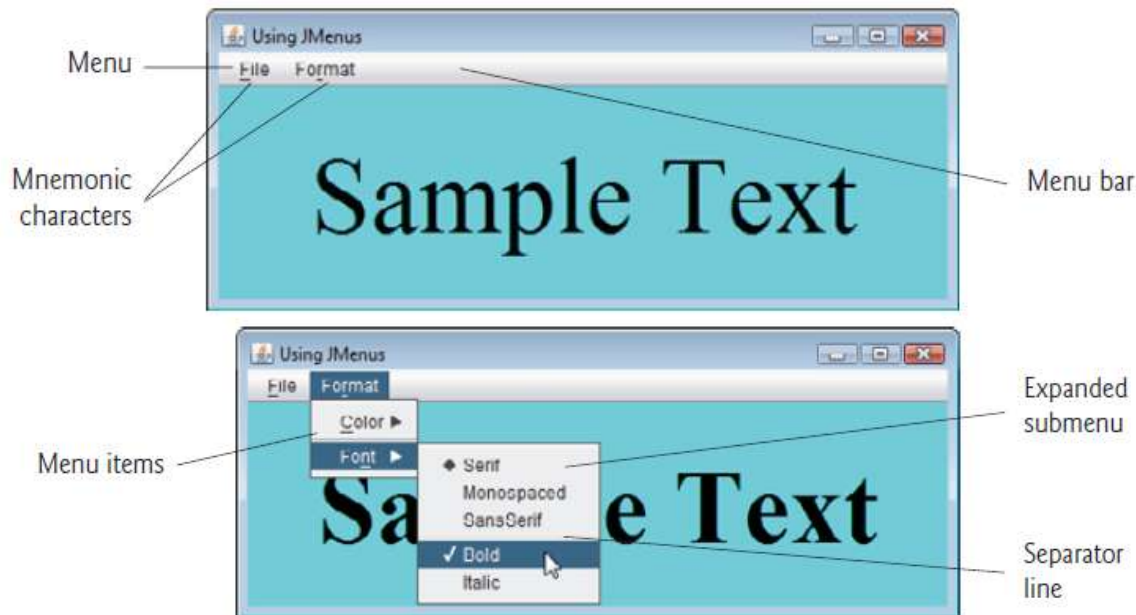 Using JMenus
Menu
File Format
Mnemonic
characters
Sample Text
Menu bar
Using JMenus
File Format
Expanded
submenu
Color
Menu items
Font
Serif
Monospaced
SansSerif
Sa e Text
Bold
Italic
Separator
line